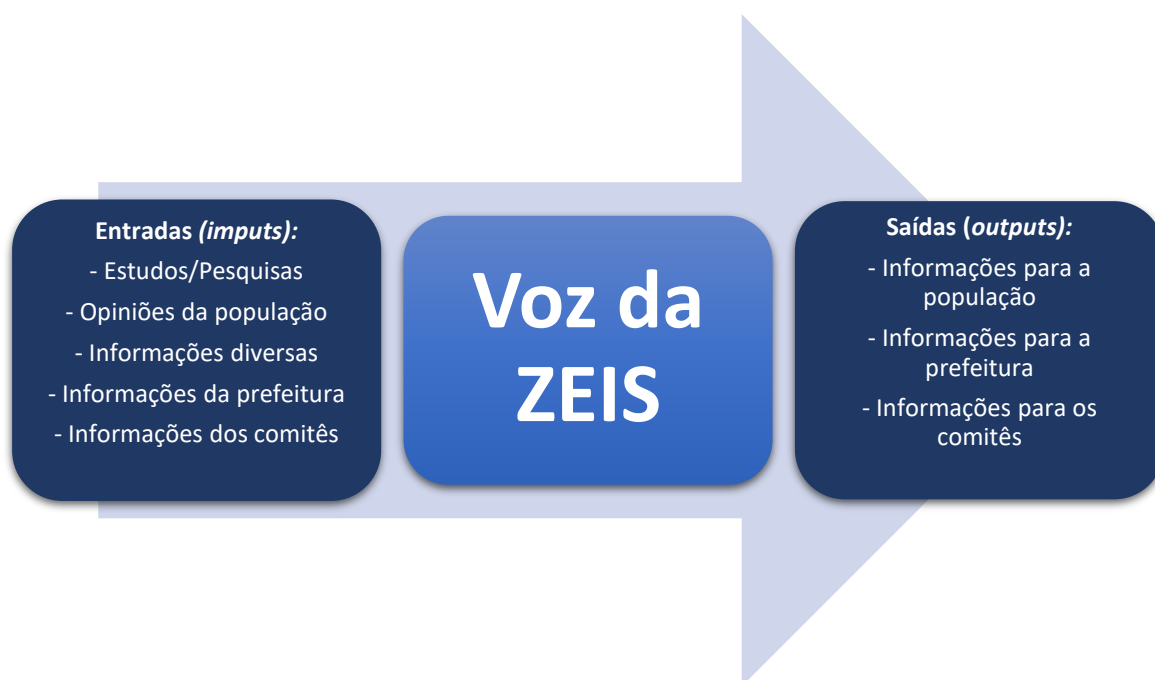 Entradas (imputs):
- Estudos/Pesquisas
- Opiniões da população
- Informações diversas
- Informações da prefeitura
- Informações dos comitês
Voz da
ZEIS
Saídas (outputs):
- Informações para a
população
- Informações para a
prefeitura
- Informações para os
comitês